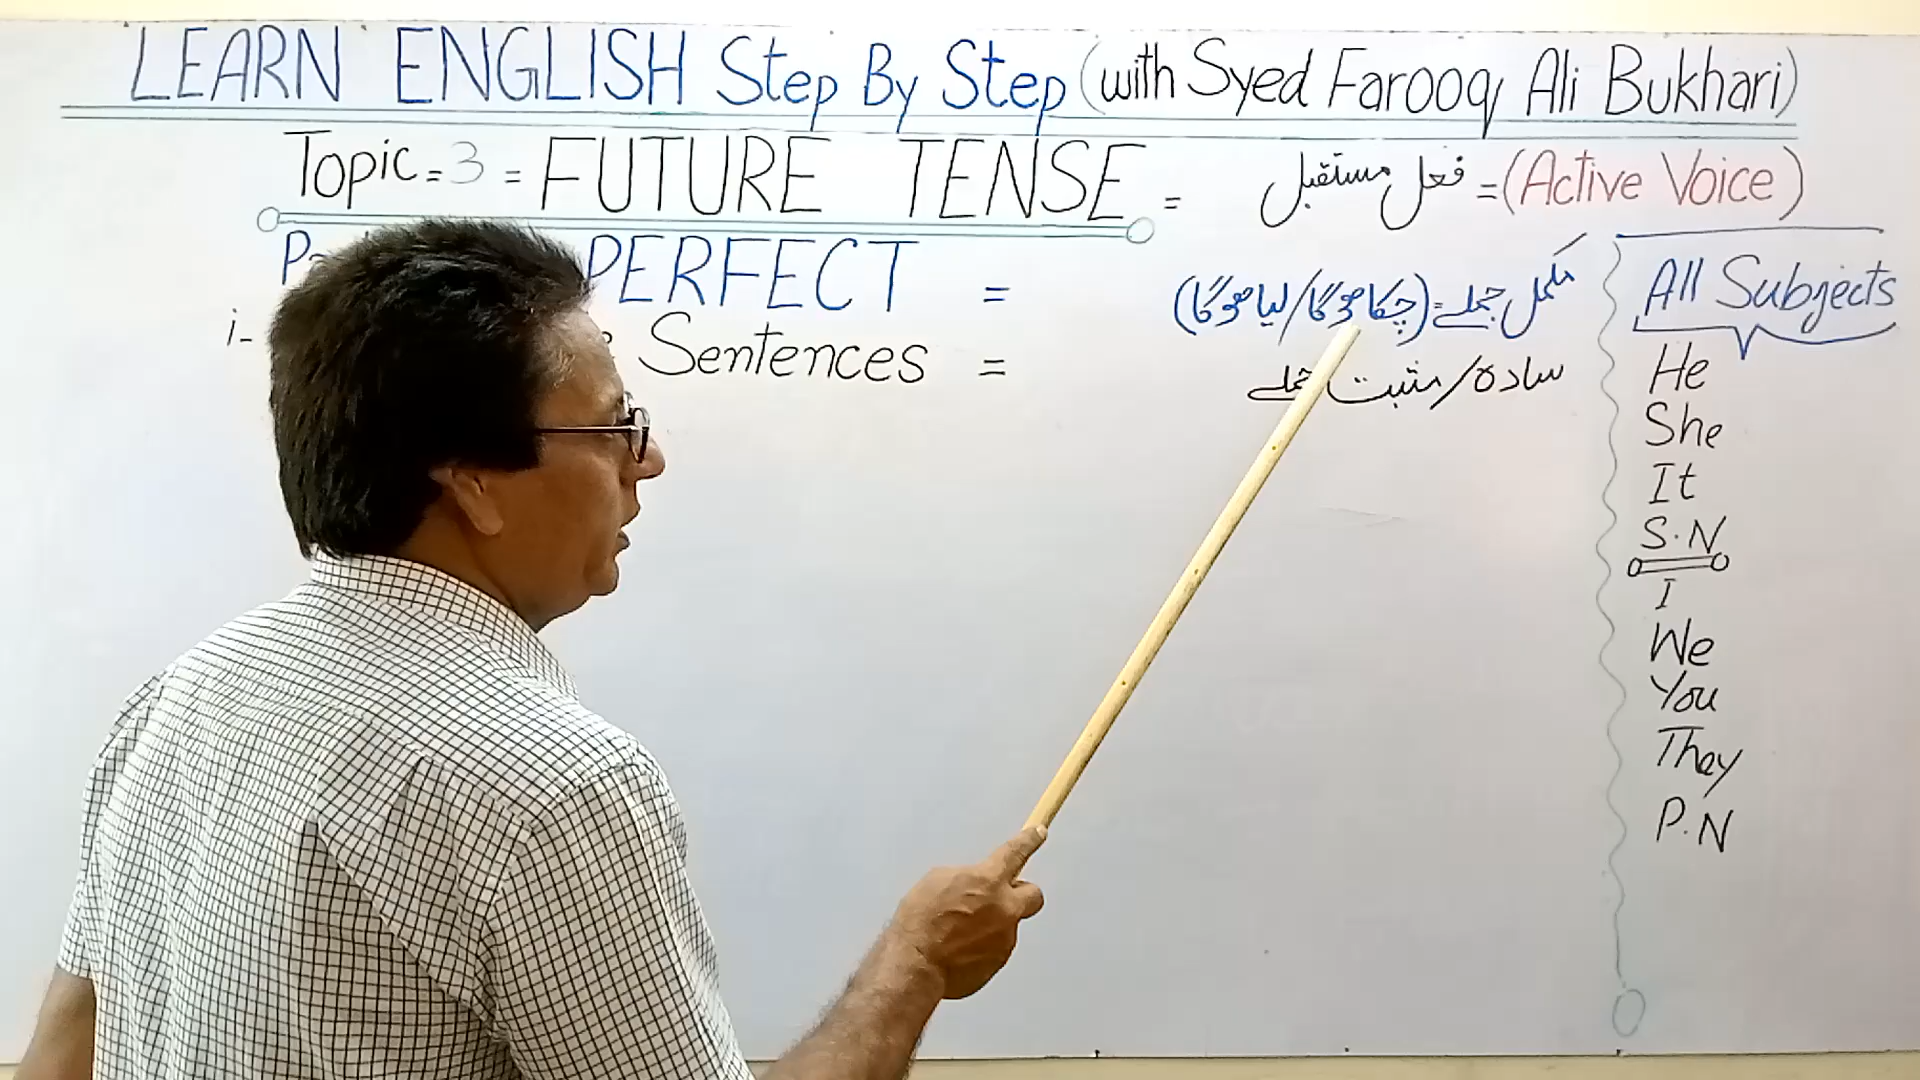 LEARN ENGLISH Step By Step (with Syed Farooq Ali Bukhari)
Topic = 3 = FUTURE TENSE = فعل مستقبل = (Active Voice)
PERFECT = مکمل جملے = (چکا ہوگا/لیا ہوگا)
i- Sentences = سادہ/مثبت جملے
All Subjects
He
She
It
S.N
I
We
You
They
P.N